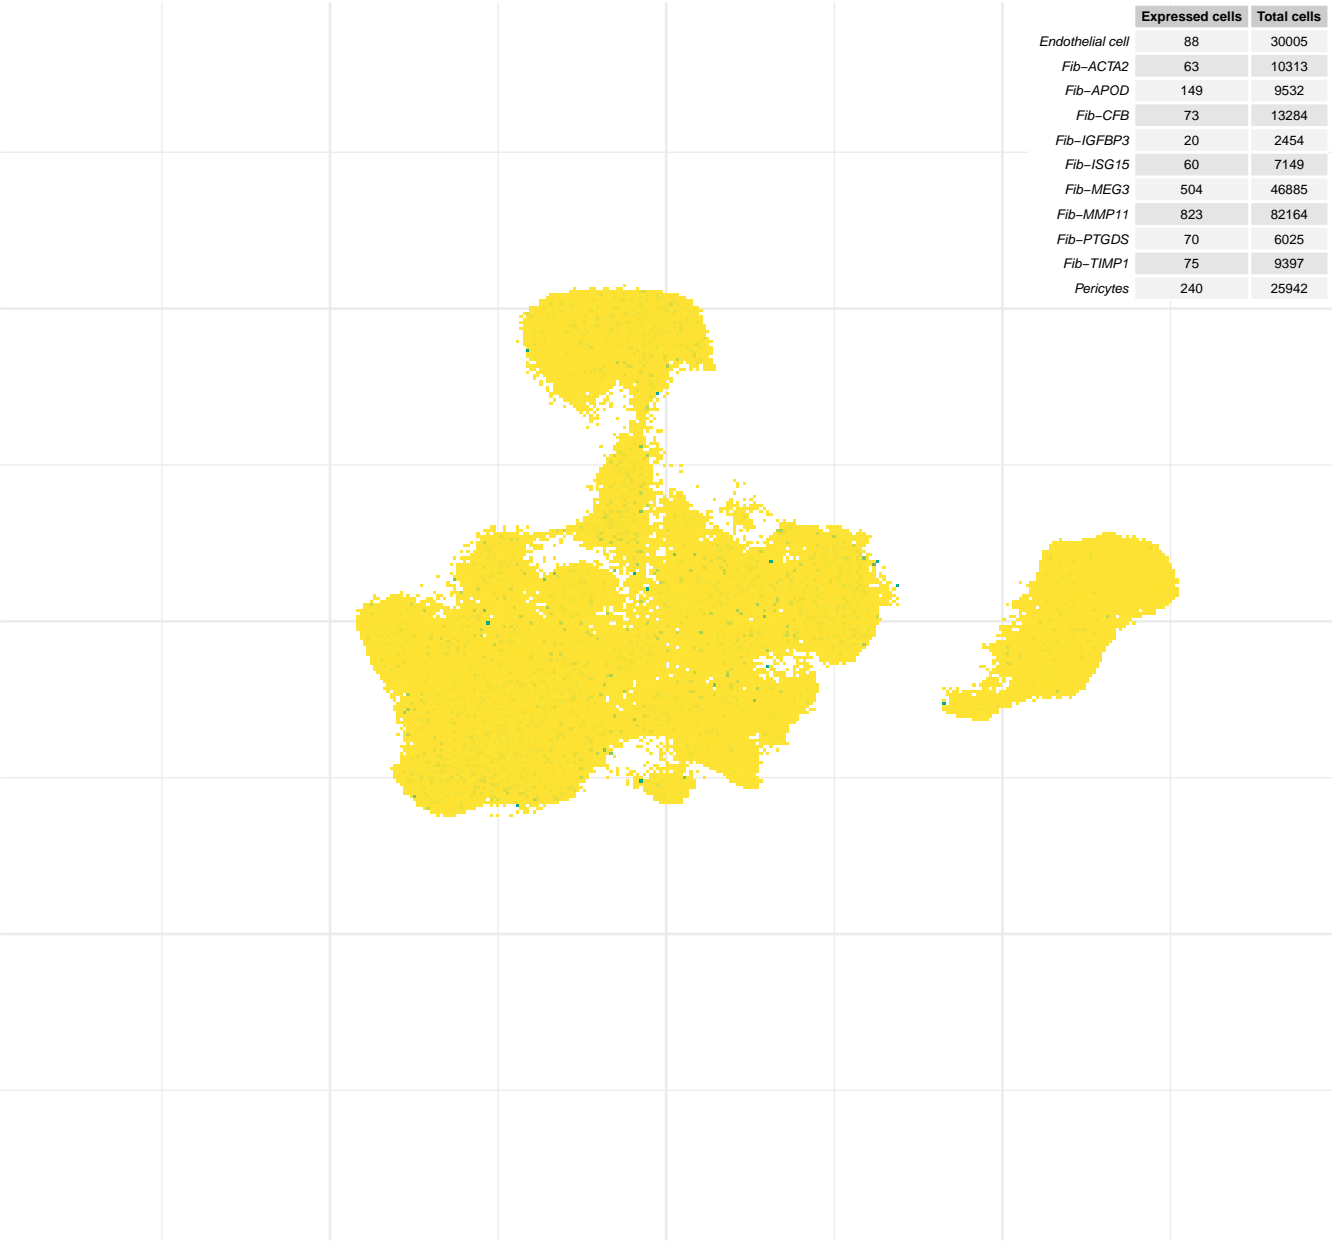 Expressed cells Total cells
Endothelial cell 88 30005
Fib−ACTA2 63 10313
Fib−APOD 149 9532
Fib−CFB 73 13284
Fib−IGFBP3 20 2454
Fib−ISG15 60 7149
Fib−MEG3 504 46885
Fib−MMP11 823 82164
Fib−PTGDS 70 6025
Fib−TIMP1 75 9397
Pericytes 240 25942